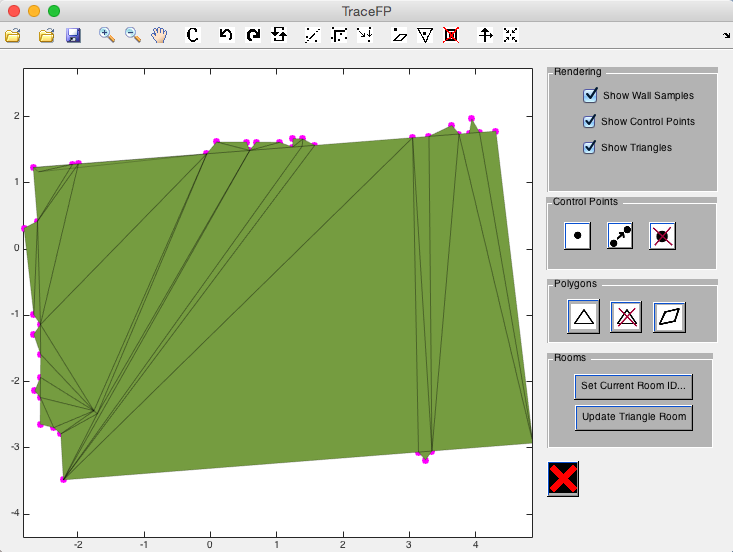 TraceFP
C
Rendering
Show Wall Samples
Show Control Points
Show Triangles
Control Points
Polygons
Rooms
Set Current Room ID...
Update Triangle Room
2
1
0
-1
-2
-3
-4
-2 -1 0 1 2 3 4